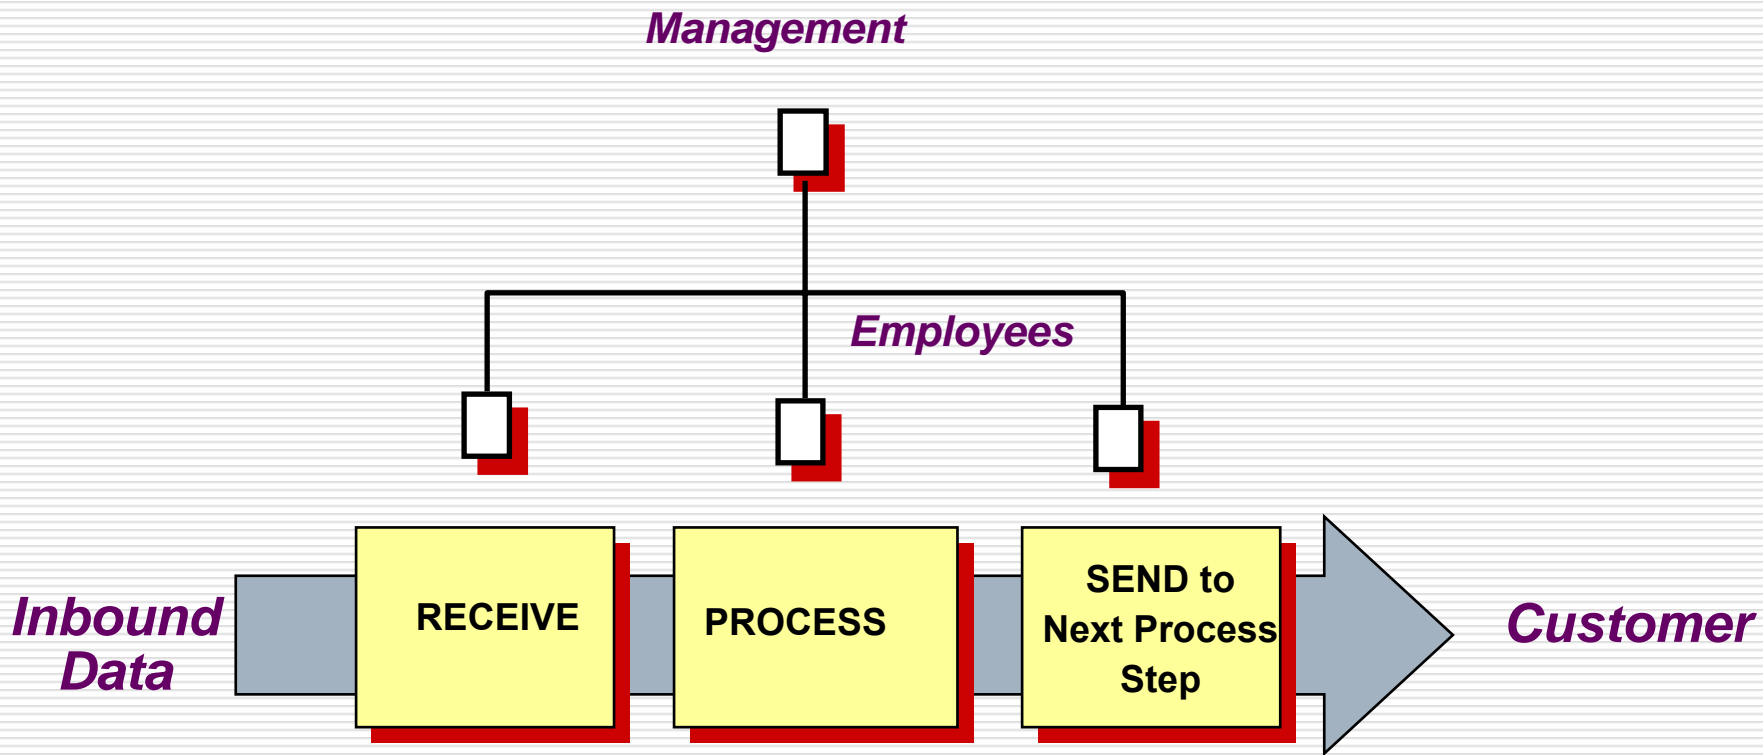 Management
Employees
Inbound
Data
RECEIVE
PROCESS
SEND to
Next Process
Step
Customer